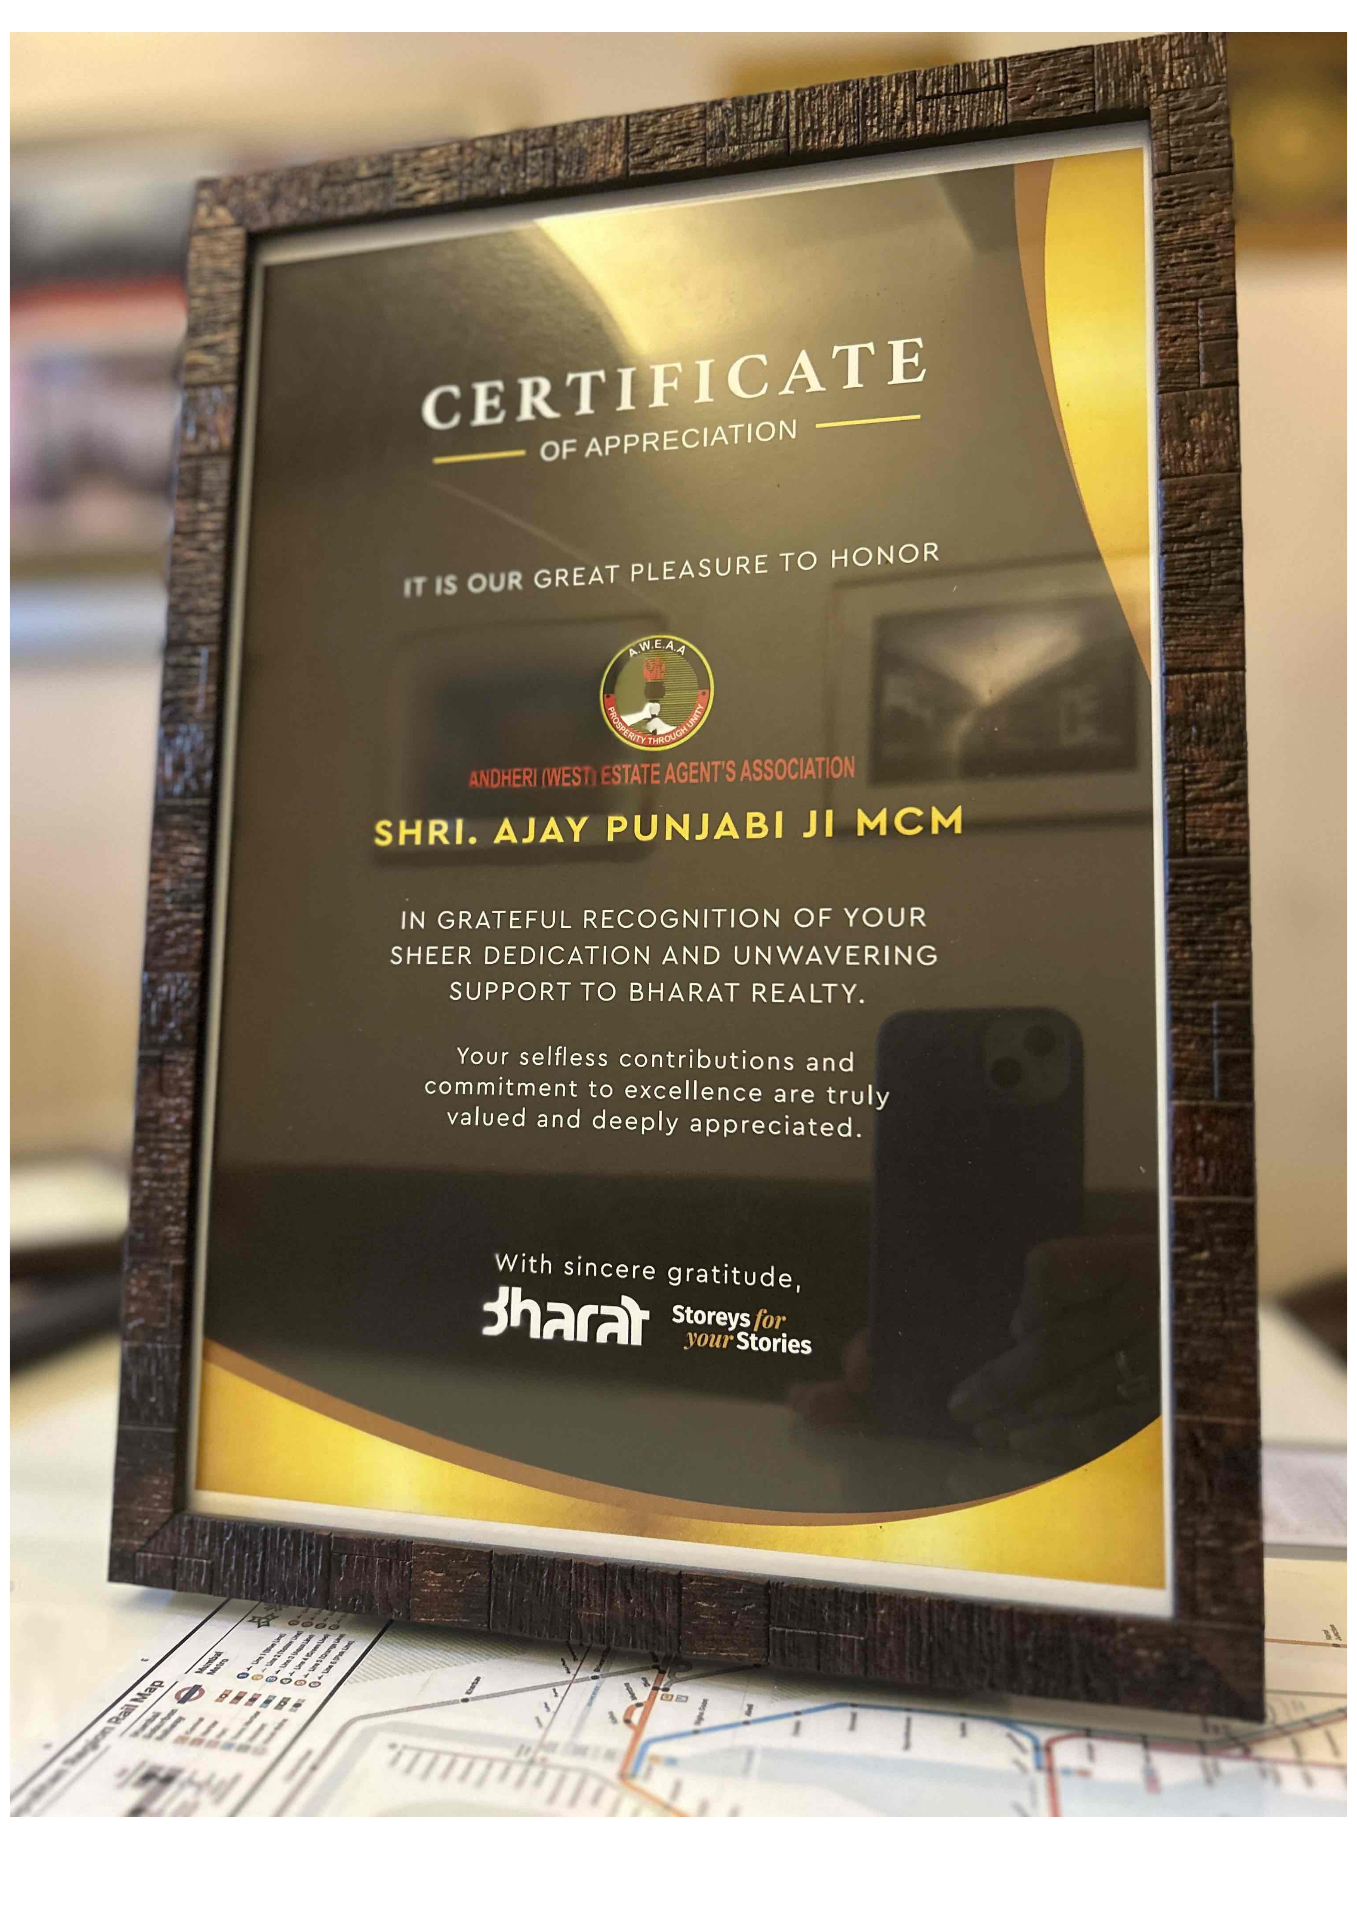 CERTIFICATE
OF APPRECIATION
IT IS OUR GREAT PLEASURE TO HONOR
A.W.E.A.A
PROSPERITY THROUGH UNITY
ANDHERI (WEST) ESTATE AGENT'S ASSOCIATION
SHRI. AJAY PUNJABI JI MCM
IN GRATEFUL RECOGNITION OF YOUR
SHEER DEDICATION AND UNWAVERING
SUPPORT TO BHARAT REALTY.
Your selfless contributions and
commitment to excellence are truly
valued and deeply appreciated.
With sincere gratitude,
Bharat
Storeys for
your Stories
Region Rail Map
Mumbai
Metro